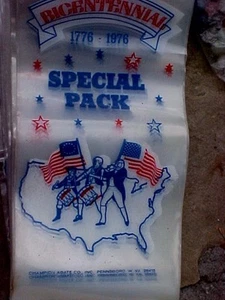 BICENTENNIAL
1776 - 1976
SPECIAL
PACK